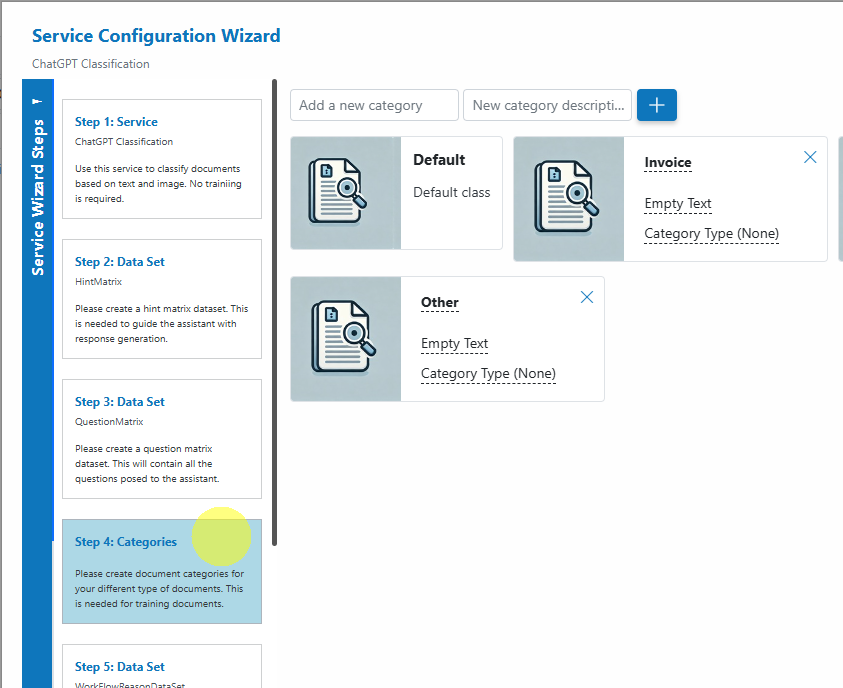 Service Configuration Wizard
ChatGPT Classification
Service Wizard Steps
Step 1: Service
ChatGPT Classification
Use this service to classify documents
based on text and image. No trainiing
is required.
Step 2: Data Set
HintMatrix
Please create a hint matrix dataset. This
is needed to guide the assistant with
response generation.
Step 3: Data Set
QuestionMatrix
Please create a question matrix
dataset. This will contain all the
questions posed to the assistant.
Step 4: Categories
Please create document categories for
your different type of documents. This
is needed for training documents.
Step 5: Data Set
WorkFlowReasonDataSet
Add a new category
New category descripti...
Default
Default class
Invoice
Empty Text
Category Type (None)
Other
Empty Text
Category Type (None)